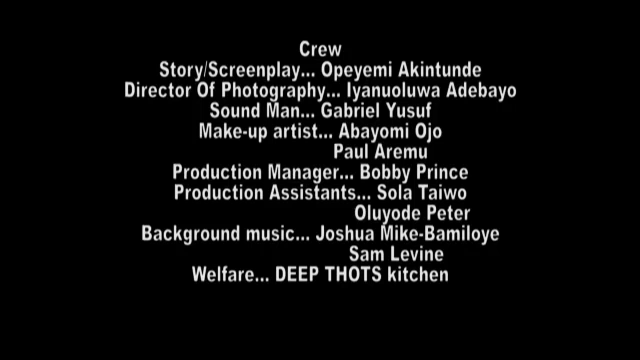 Crew
Story/Screenplay... Opeyemi Akintunde
Director Of Photography... Iyanuoluwa Adebayo
Sound Man... Gabriel Yusuf
Make-up artist... Abayomi Ojo
Paul Aremu
Production Manager... Bobby Prince
Production Assistants... Sola Taiwo
Oluyode Peter
Background music... Joshua Mike-Bamiloye
Sam Levine
Welfare... DEEP THOTS kitchen